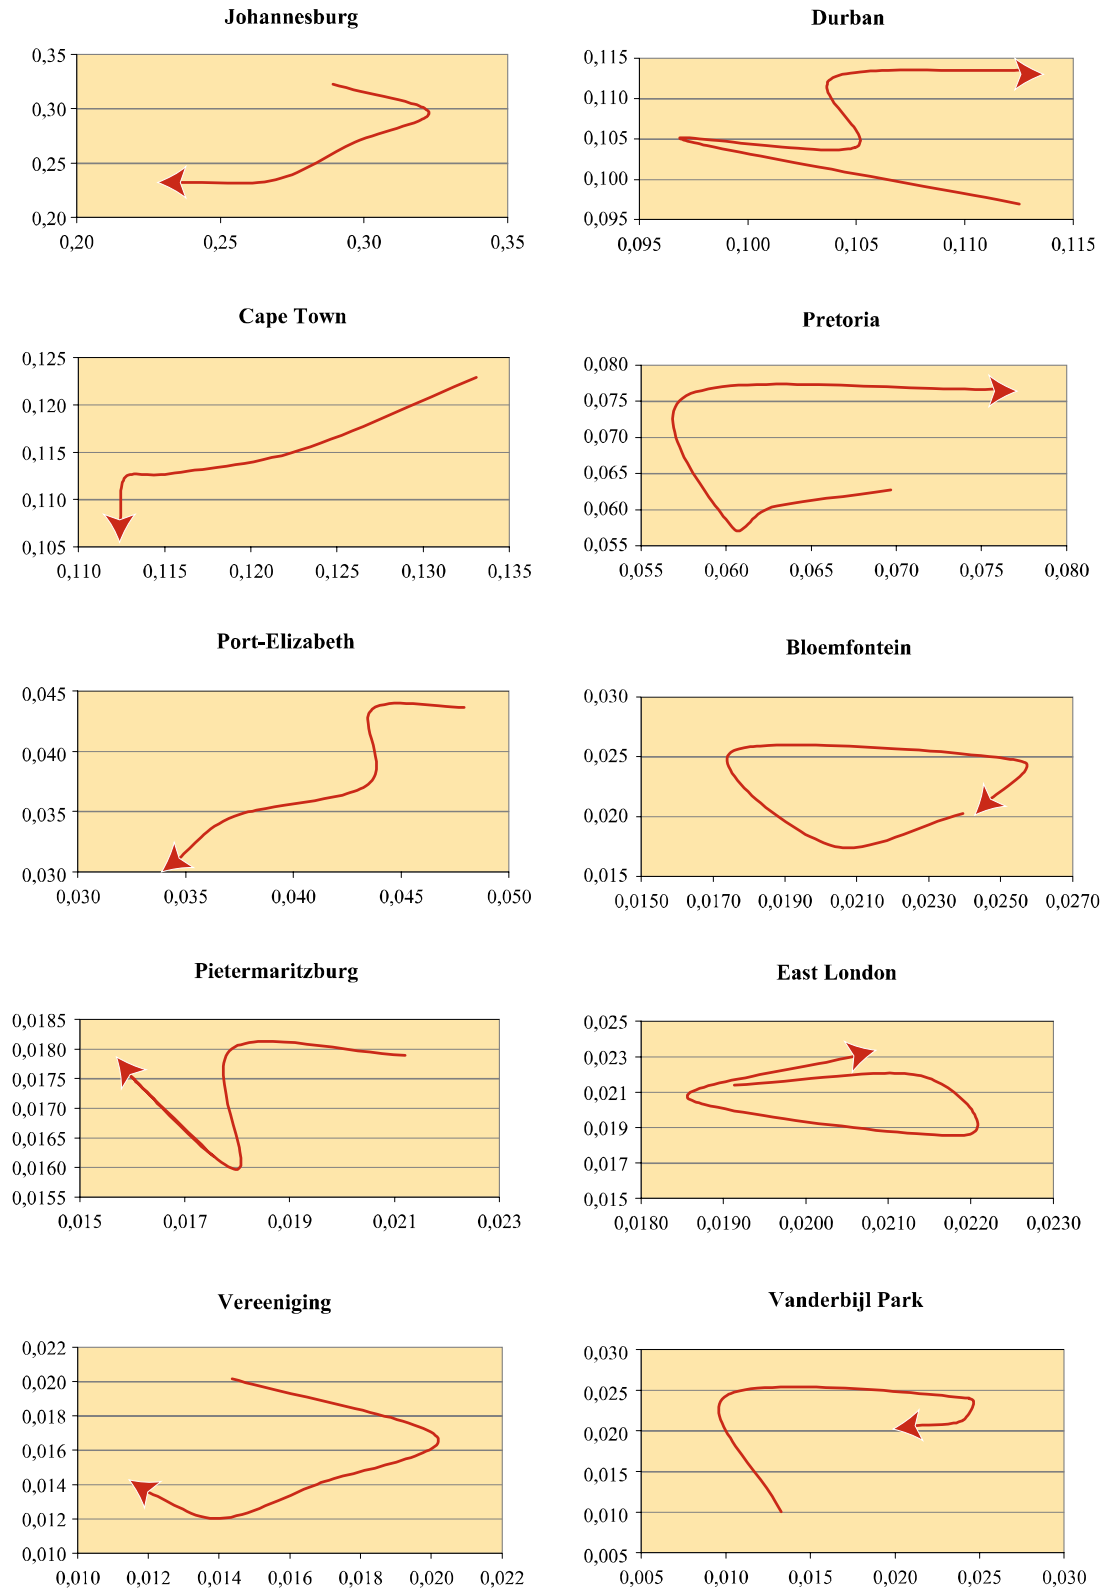 Johannesburg
0,35
0,30
0,25
0,20
0,20 0,25 0,30 0,35
Durban
0,115
0,110
0,105
0,100
0,095
0,095 0,100 0,105 0,110 0,115
Cape Town
0,125
0,120
0,115
0,110
0,105
0,110 0,115 0,120 0,125 0,130 0,135
Pretoria
0,080
0,075
0,070
0,065
0,060
0,055
0,055 0,060 0,065 0,070 0,075 0,080
Port-Elizabeth
0,045
0,040
0,035
0,030
0,030 0,035 0,040 0,045 0,050
Bloemfontein
0,030
0,025
0,020
0,015
0,0150 0,0170 0,0190 0,0210 0,0230 0,0250 0,0270
Pietermaritzburg
0,0185
0,0180
0,0175
0,0170
0,0165
0,0160
0,0155
0,015 0,017 0,019 0,021 0,023
East London
0,025
0,023
0,021
0,019
0,017
0,015
0,0180 0,0190 0,0200 0,0210 0,0220 0,0230
Vereeniging
0,022
0,020
0,018
0,016
0,014
0,012
0,010
0,010 0,012 0,014 0,016 0,018 0,020 0,022
Vanderbijl Park
0,030
0,025
0,020
0,015
0,010
0,005
0,005 0,010 0,015 0,020 0,025 0,030